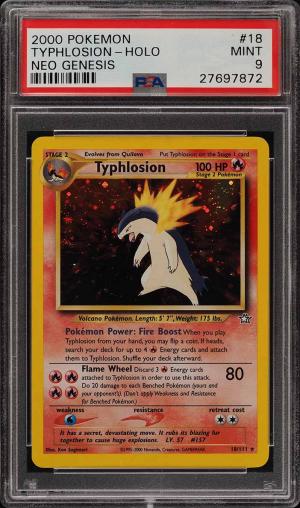 2000 POKEMON #18
TYPHLOSION - HOLO MINT
NEO GENESIS 9
PSA 27697872
STAGE 2 Evolves from Quilava Put Typhlosion on the Stage 1 card
Typhlosion 100 HP
Stage 2 Pokémon
Volcano Pokémon. Length: 5' 7", Weight: 175 lbs.
Pokémon Power: Fire Boost When you play
Typhlosion from your hand, you may flip a coin. If heads,
search your deck for up to 4 Energy cards and attach
them to Typhlosion. Shuffle your deck afterward.
Flame Wheel Discard 3 Energy cards
attached to Typhlosion in order to use this attack.
Do 20 damage to each Benched Pokémon (yours and
your opponent's). (Don't apply Weakness and Resistance
for Benched Pokémon.)
80
weakness resistance retreat cost
It has a secret, devastating move. It rubs its blazing fur
together to cause huge explosions. LV. 57 #157
Illus. Ken Sugimori ©1995-2000 Nintendo, Creatures, GAMEFREAK. 18/111